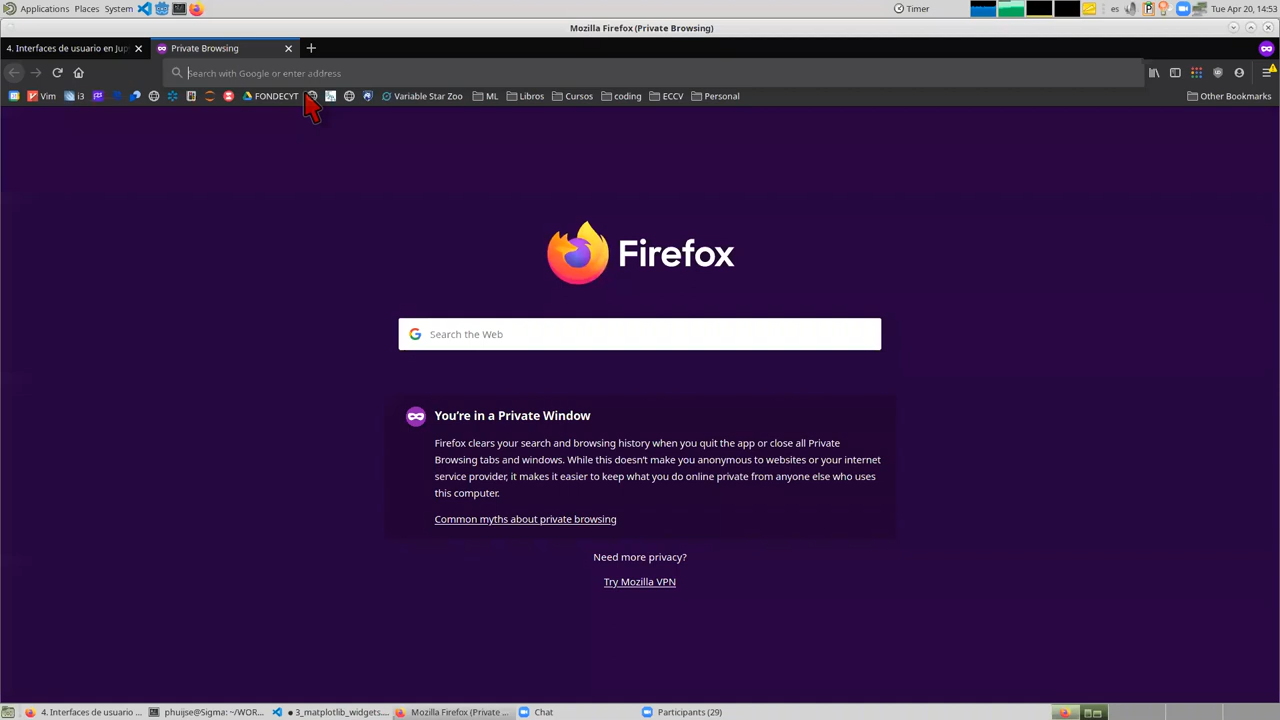 Applications Places System
Timer
es
Tue Apr 20, 14:53
Mozilla Firefox (Private Browsing)
4. Interfaces de usuario en Jup
Private Browsing
Search with Google or enter address
Vim
i3
FONDECYT
Variable Star Zoo
ML
Libros
Cursos
coding
ECCV
Personal
Other Bookmarks
Firefox
Search the Web
You're in a Private Window
Firefox clears your search and browsing history when you quit the app or close all Private
Browsing tabs and windows. While this doesn't make you anonymous to websites or your internet
service provider, it makes it easier to keep what you do online private from anyone else who uses
this computer.
Common myths about private browsing
Need more privacy?
Try Mozilla VPN
4. Interfaces de usuario ...
phuijse@Sigma: ~/WOR...
3_matplotlib_widgets....
Mozilla Firefox (Private ...
Chat
Participants (29)